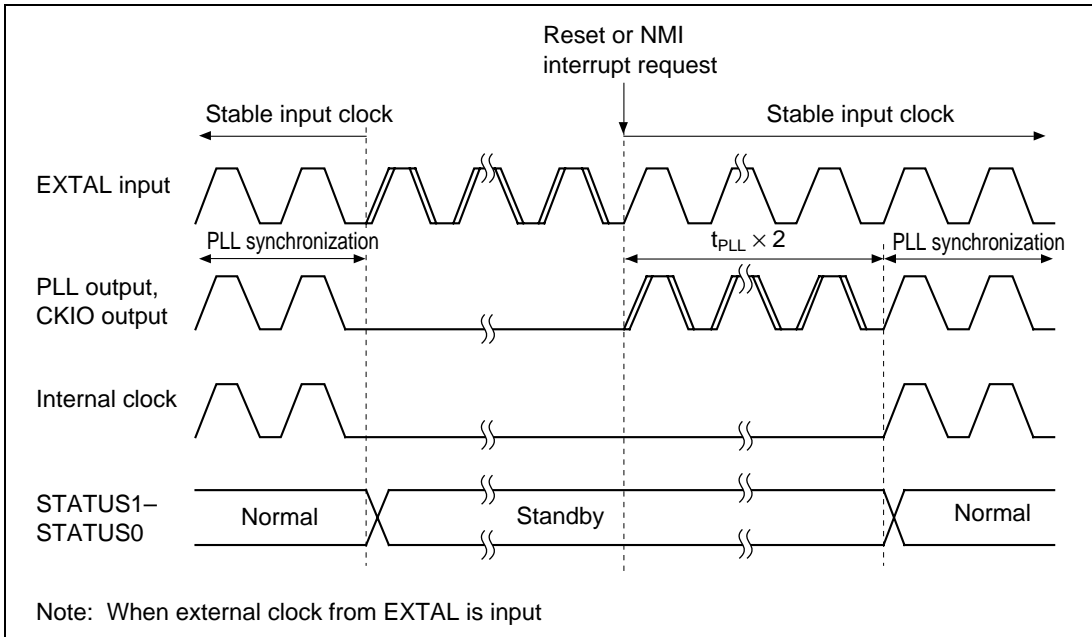 Reset or NMI
interrupt request
Stable input clock
Stable input clock
EXTAL input
PLL synchronization
tPLL × 2
PLL synchronization
PLL output,
CKIO output
Internal clock
STATUS1–
STATUS0
Normal
Standby
Normal
Note: When external clock from EXTAL is input